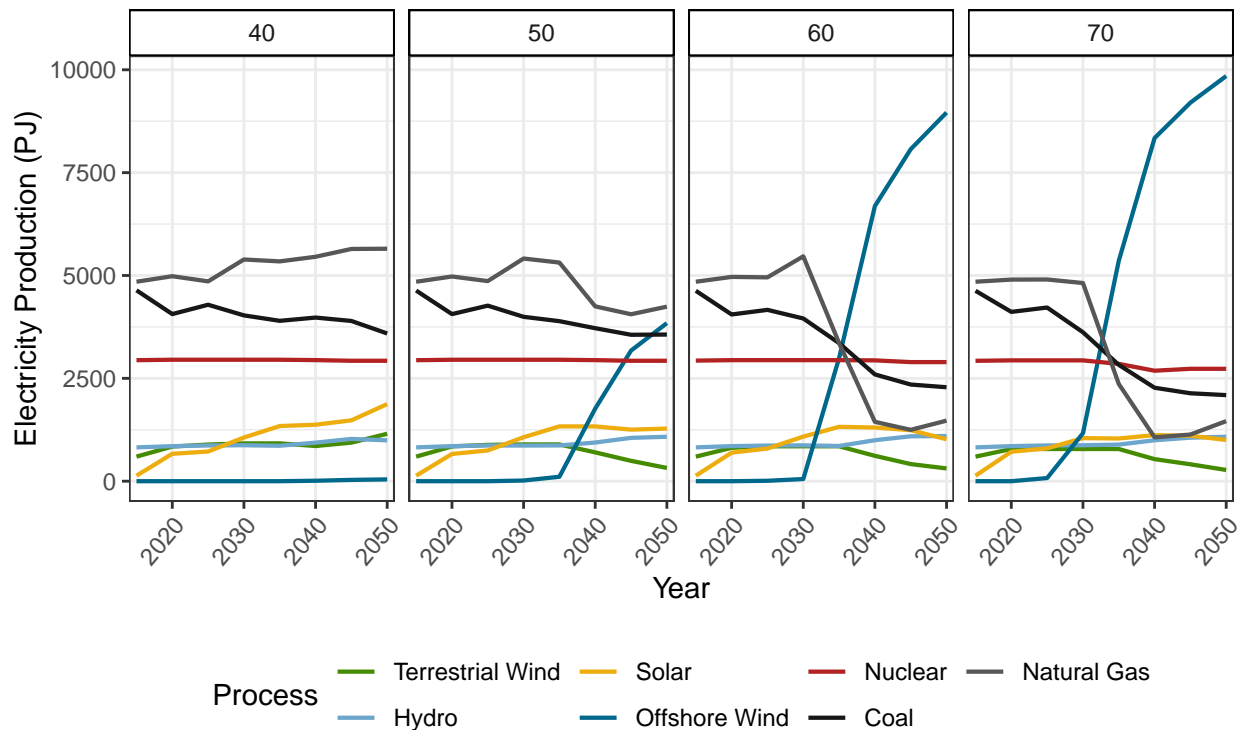 40 50 60 70
Electricity Production (PJ)
10000
7500
5000
2500
0
2020 2030 2040 2050 2020 2030 2040 2050 2020 2030 2040 2050 2020 2030 2040 2050
Year
Process
Terrestrial Wind Solar Nuclear Natural Gas
Hydro Offshore Wind Coal